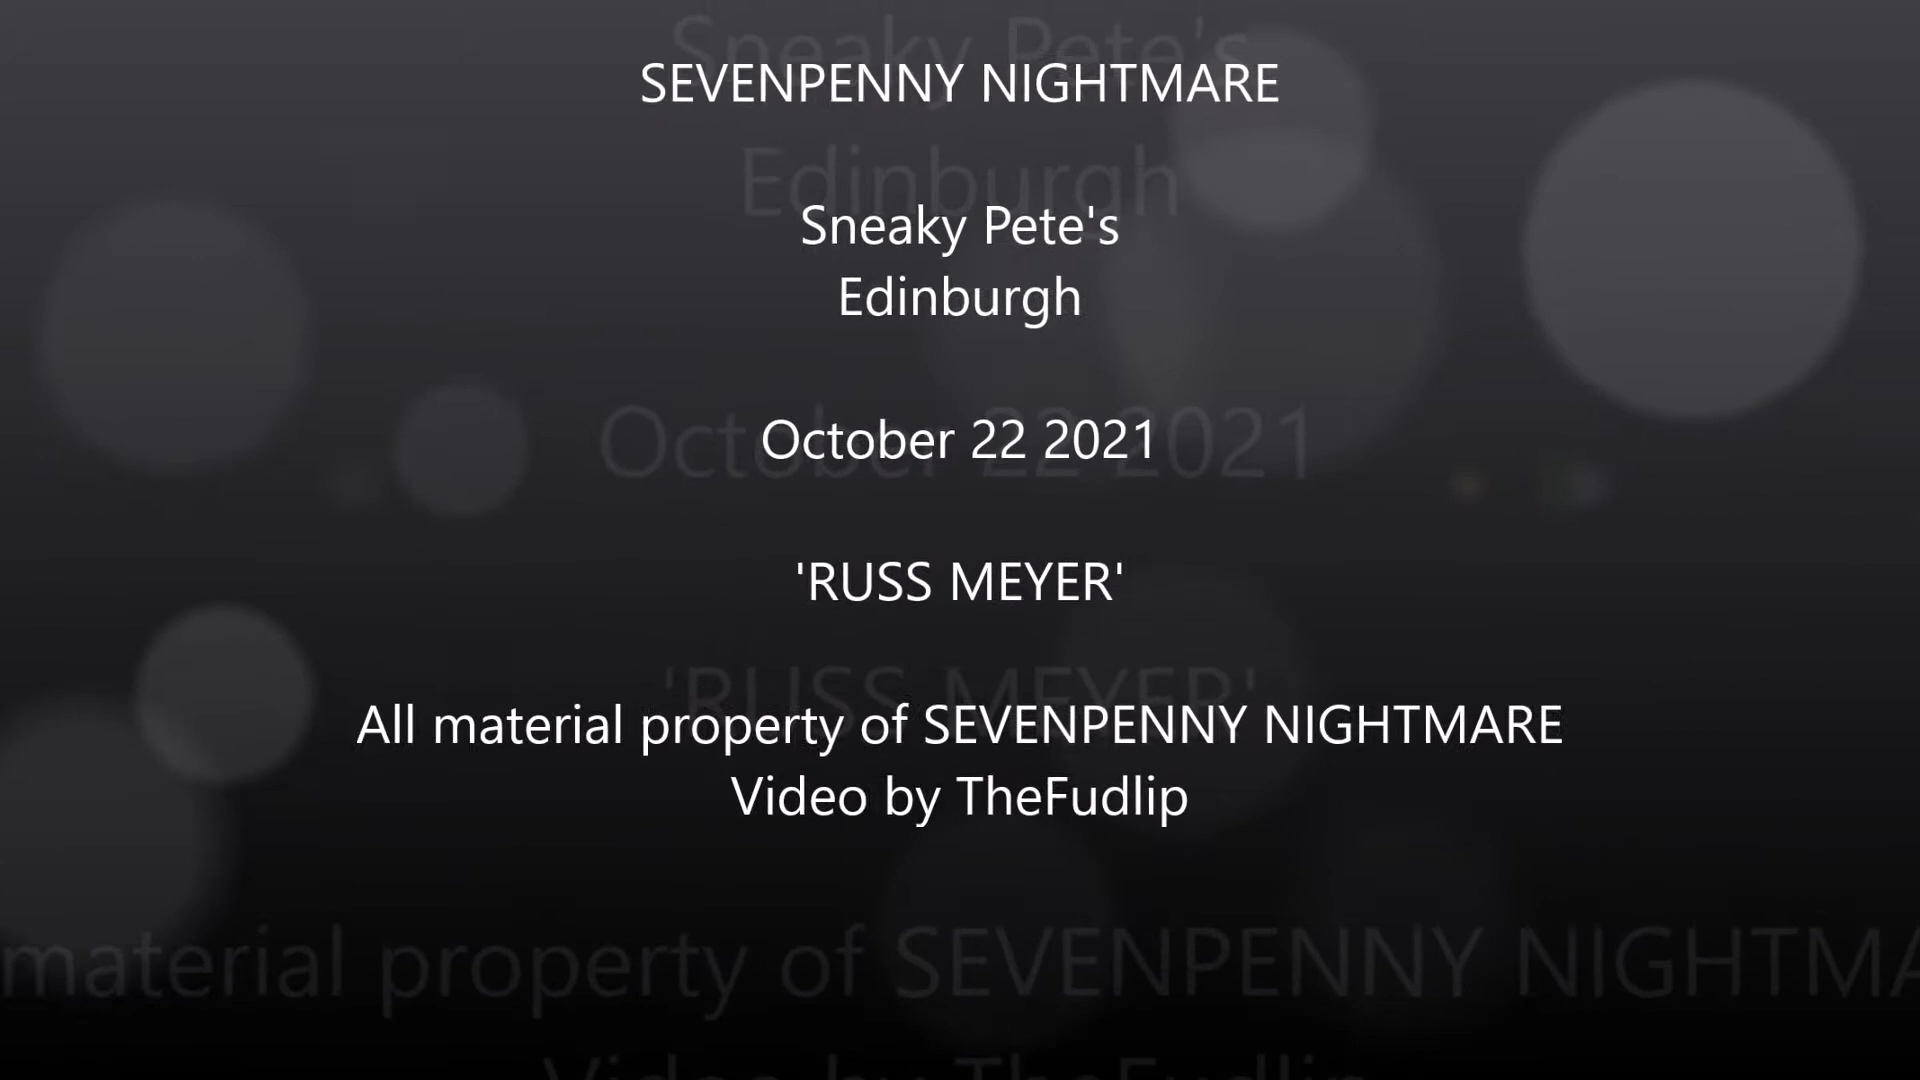 SEVENPENNY NIGHTMARE
Sneaky Pete's
Edinburgh
October 22 2021
'RUSS MEYER'
All material property of SEVENPENNY NIGHTMARE
Video by TheFudlip